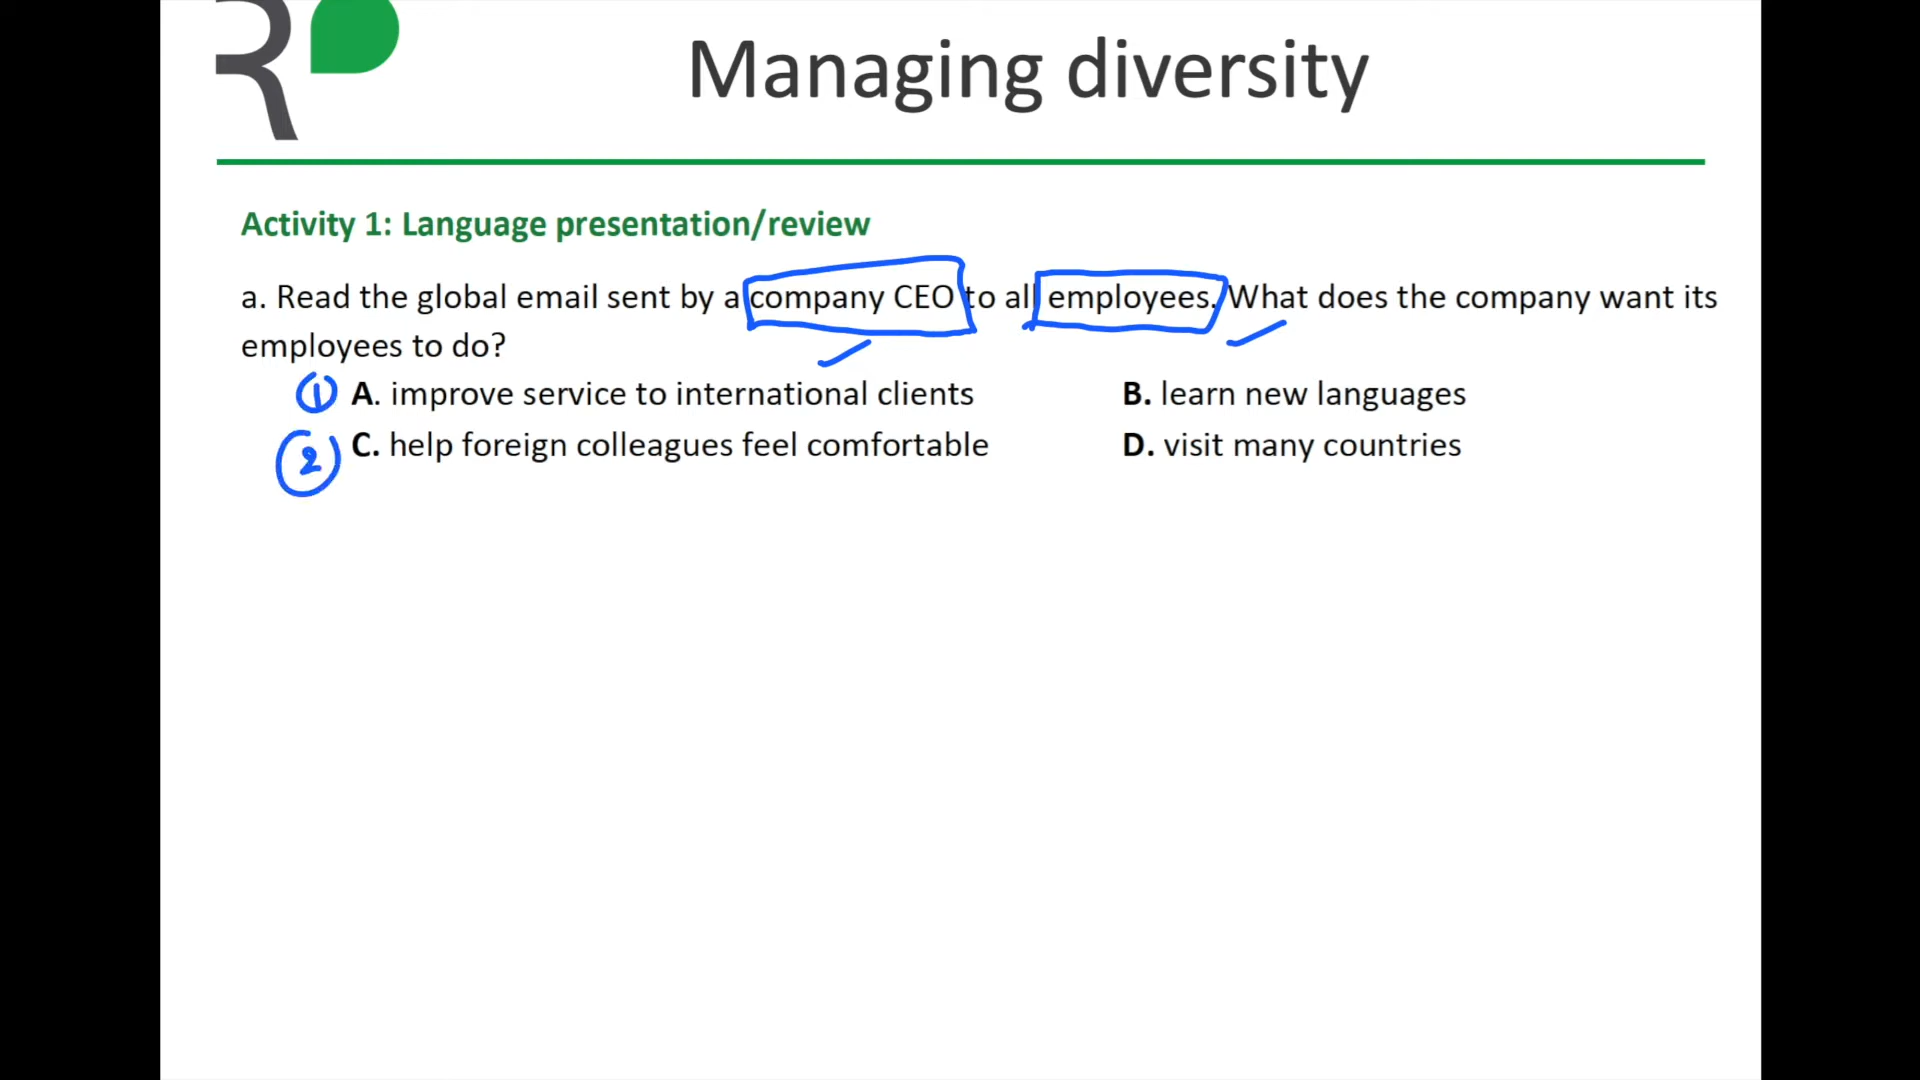 Managing diversity
Activity 1: Language presentation/review
a. Read the global email sent by a company CEO to all employees. What does the company want its
employees to do?
1 A. improve service to international clients B. learn new languages
2 C. help foreign colleagues feel comfortable D. visit many countries